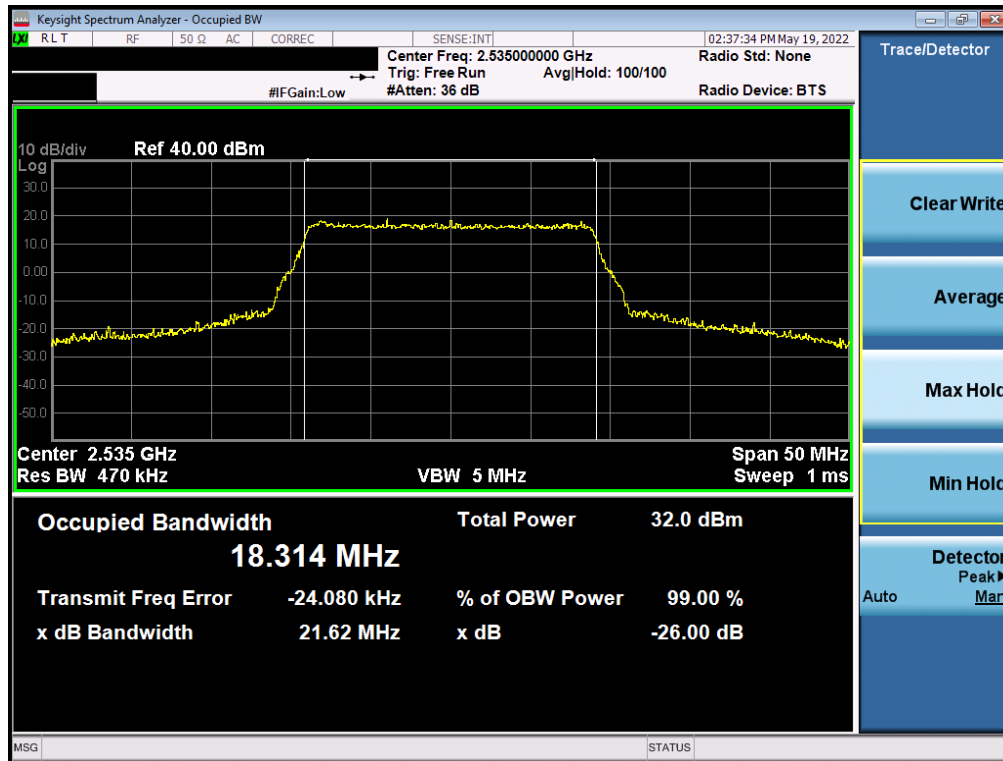 Keysight Spectrum Analyzer - Occupied BW
LXI RLT RF 50 Ω AC CORREC SENSE:INT 02:37:34 PM May 19, 2022
Center Freq: 2.535000000 GHz Radio Std: None
Trig: Free Run Avg|Hold: 100/100
#IFGain:Low #Atten: 36 dB Radio Device: BTS
10 dB/div Ref 40.00 dBm
Log
30.0
20.0
10.0
0.00
-10.0
-20.0
-30.0
-40.0
-50.0
Center 2.535 GHz Span 50 MHz
Res BW 470 kHz VBW 5 MHz Sweep 1 ms
Occupied Bandwidth Total Power 32.0 dBm
18.314 MHz
Transmit Freq Error -24.080 kHz % of OBW Power 99.00 %
x dB Bandwidth 21.62 MHz x dB -26.00 dB
MSG STATUS
Trace/Detector
Clear Write
Average
Max Hold
Min Hold
Detector
Peak▶
Auto Man